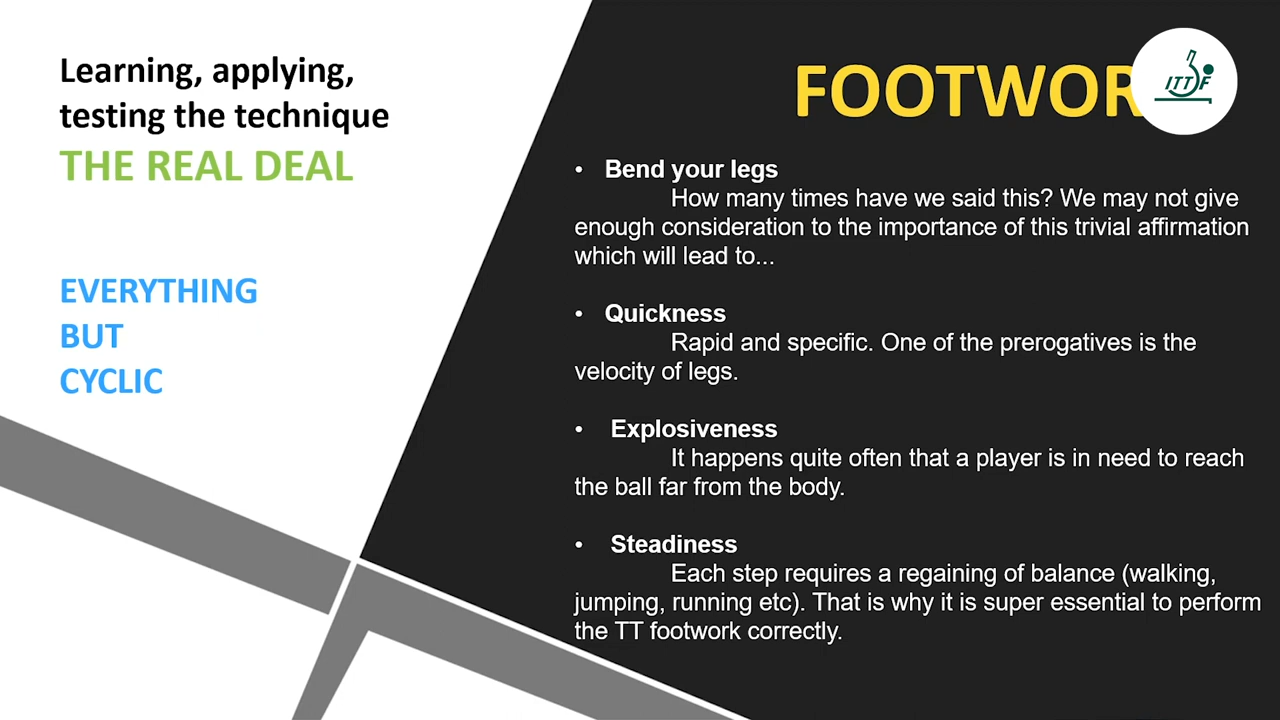 Learning, applying,
testing the technique
THE REAL DEAL
EVERYTHING
BUT
CYCLIC
FOOTWOR
ITTF
• Bend your legs
How many times have we said this? We may not give
enough consideration to the importance of this trivial affirmation
which will lead to...
• Quickness
Rapid and specific. One of the prerogatives is the
velocity of legs.
• Explosiveness
It happens quite often that a player is in need to reach
the ball far from the body.
• Steadiness
Each step requires a regaining of balance (walking,
jumping, running etc). That is why it is super essential to perform
the TT footwork correctly.